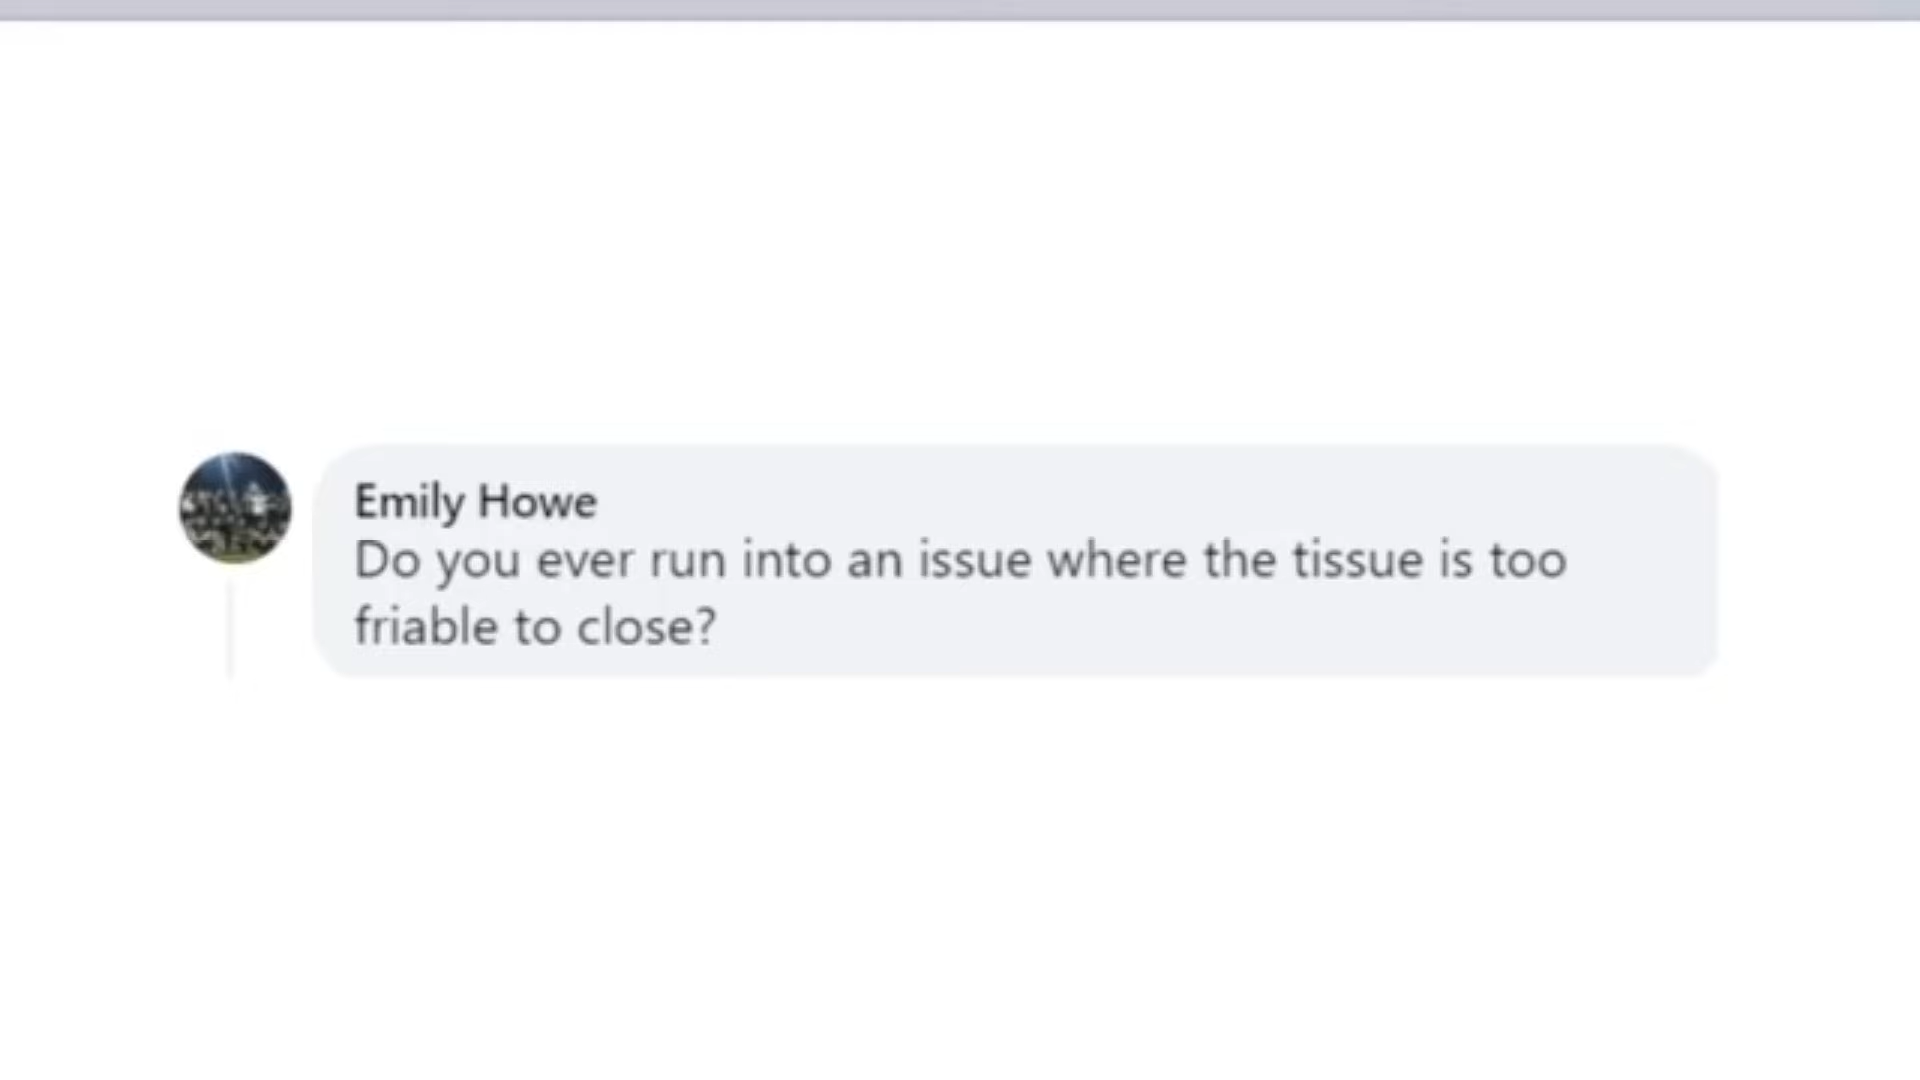 Emily Howe
Do you ever run into an issue where the tissue is too
friable to close?